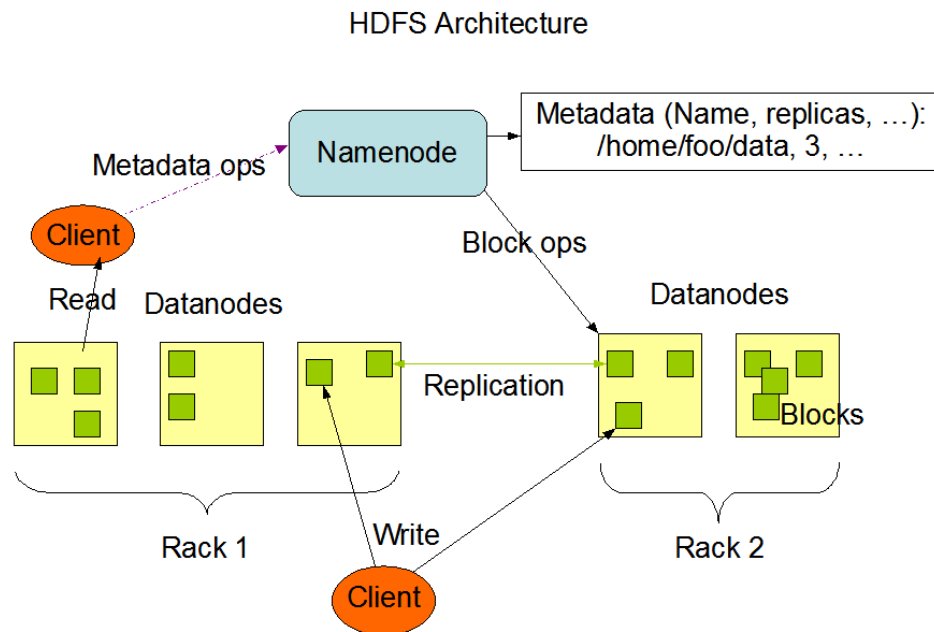 HDFS Architecture
Metadata (Name, replicas, …):
/home/foo/data, 3, …
Namenode
Metadata ops
Client
Block ops
Read
Datanodes
Datanodes
Replication
Blocks
Rack 1
Write
Rack 2
Client